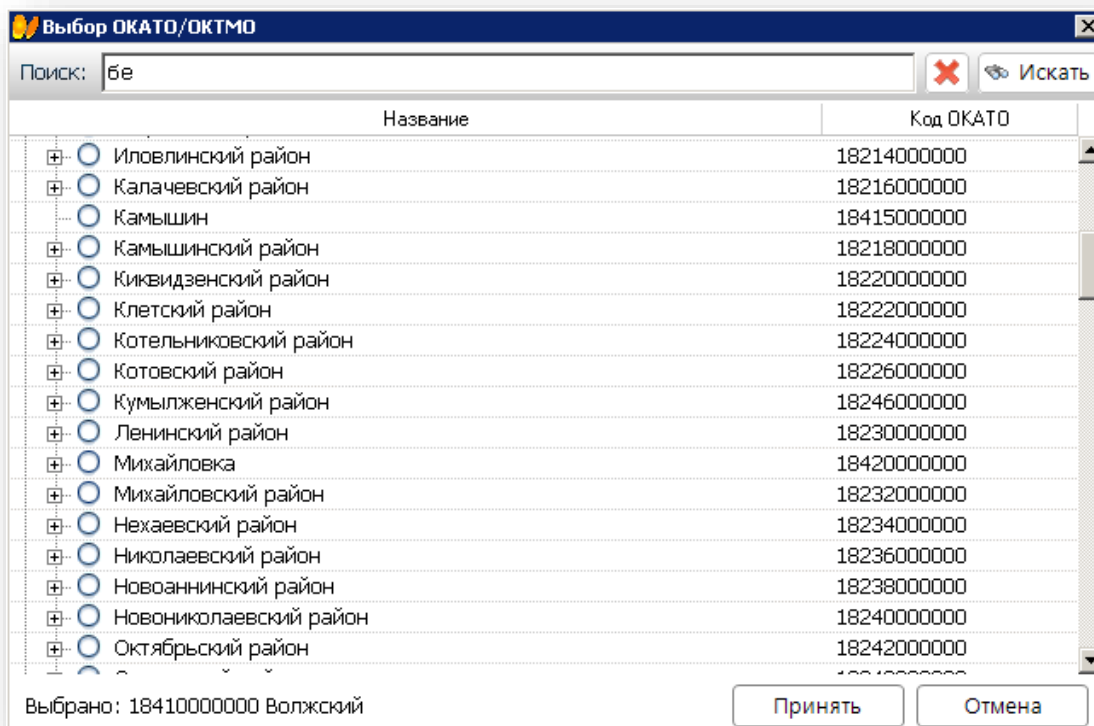 Выбор ОКАТО/ОКТМО
Поиск: бе Искать
Название Код ОКАТО
Иловлинский район 18214000000
Калачевский район 18216000000
Камышин 18415000000
Камышинский район 18218000000
Киквидзенский район 18220000000
Клетский район 18222000000
Котельниковский район 18224000000
Котовский район 18226000000
Кумылженский район 18246000000
Ленинский район 18230000000
Михайловка 18420000000
Михайловский район 18232000000
Нехаевский район 18234000000
Николаевский район 18236000000
Новоаннинский район 18238000000
Новониколаевский район 18240000000
Октябрьский район 18242000000
Выбрано: 18410000000 Волжский Принять Отмена